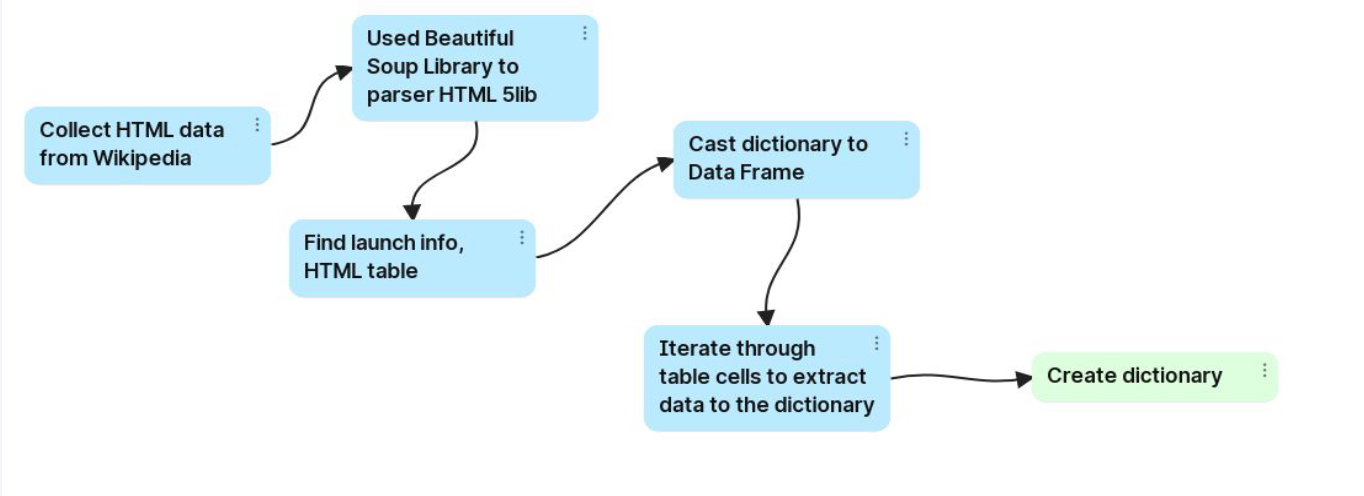 Collect HTML data
from Wikipedia
Used Beautiful
Soup Library to
parser HTML 5lib
Find launch info,
HTML table
Cast dictionary to
Data Frame
Iterate through
table cells to extract
data to the dictionary
Create dictionary